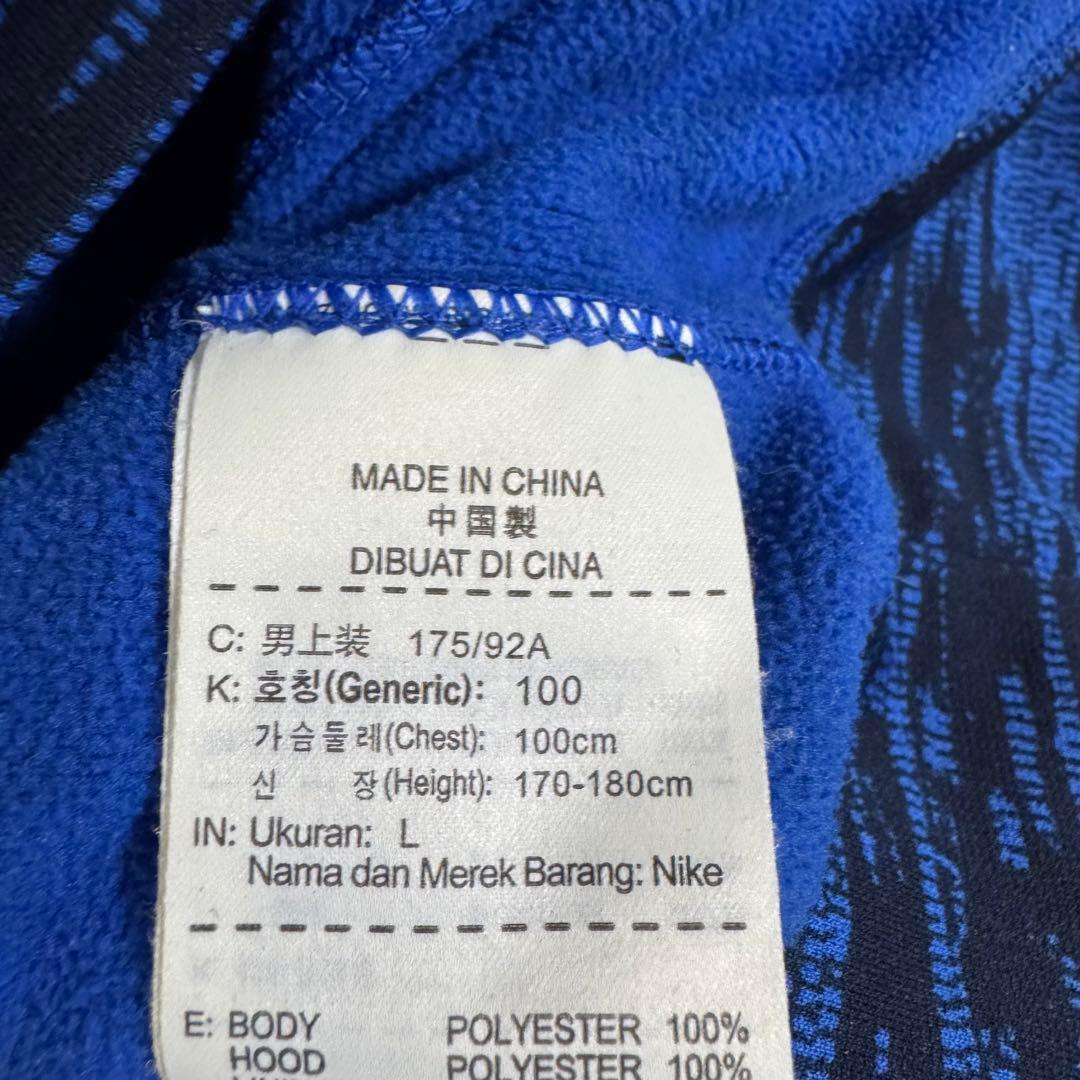 MADE IN CHINA
中国製
DIBUAT DI CINA
C: 男上装 175/92A
K: 호칭(Generic): 100
가슴둘레(Chest): 100cm
신 장(Height): 170-180cm
IN: Ukuran: L
Nama dan Merek Barang: Nike
E: BODY POLYESTER 100%
HOOD POLYESTER 100%